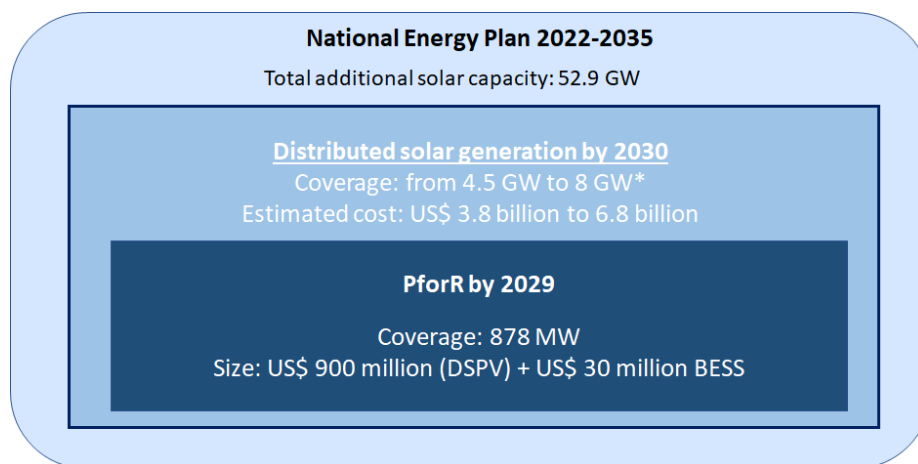 National Energy Plan 2022-2035
Total additional solar capacity: 52.9 GW
Distributed solar generation by 2030
Coverage: from 4.5 GW to 8 GW*
Estimated cost: US$ 3.8 billion to 6.8 billion
PforR by 2029
Coverage: 878 MW
Size: US$ 900 million (DSPV) + US$ 30 million BESS